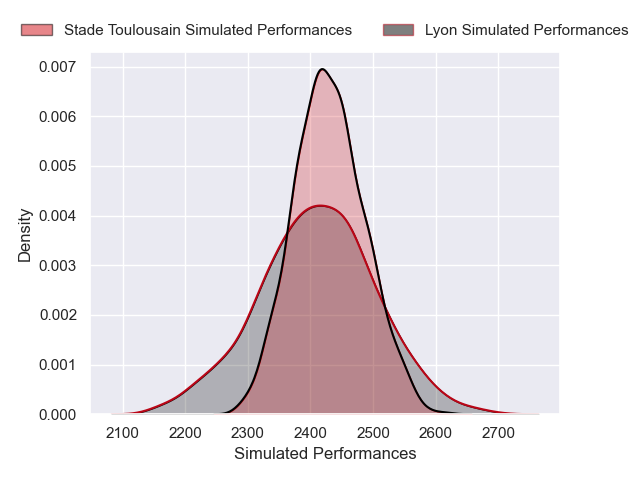 Stade Toulousain Simulated Performances Lyon Simulated Performances
0.007
0.006
0.005
0.004
0.003
0.002
0.001
0.000
Density
2100 2200 2300 2400 2500 2600 2700
Simulated Performances